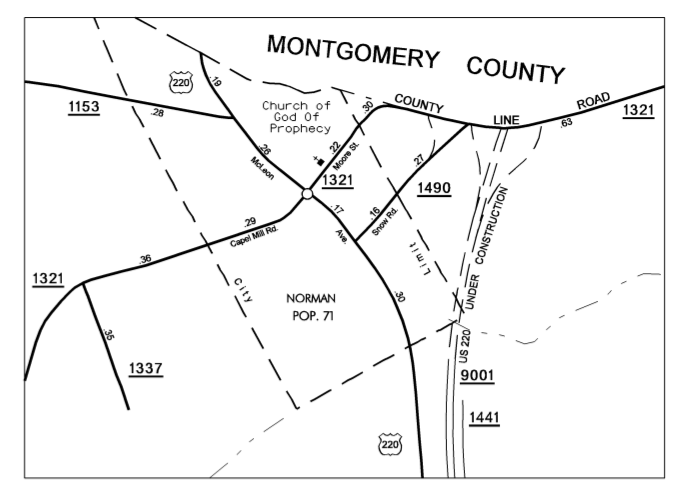 MONTGOMERY COUNTY
220
.19
1153
.28
Church of
God Of
Prophecy
.30
COUNTY
LINE
ROAD
.63
1321
.26
McLeon
.22
Moore St.
1321
.27
1490
.17
Ave.
.16
Snow Rd.
.29
Capel Mill Rd.
.36
1321
City
Limit
UNDER CONSTRUCTION
NORMAN
POP. 71
.30
.35
1337
US 220
9001
1441
220